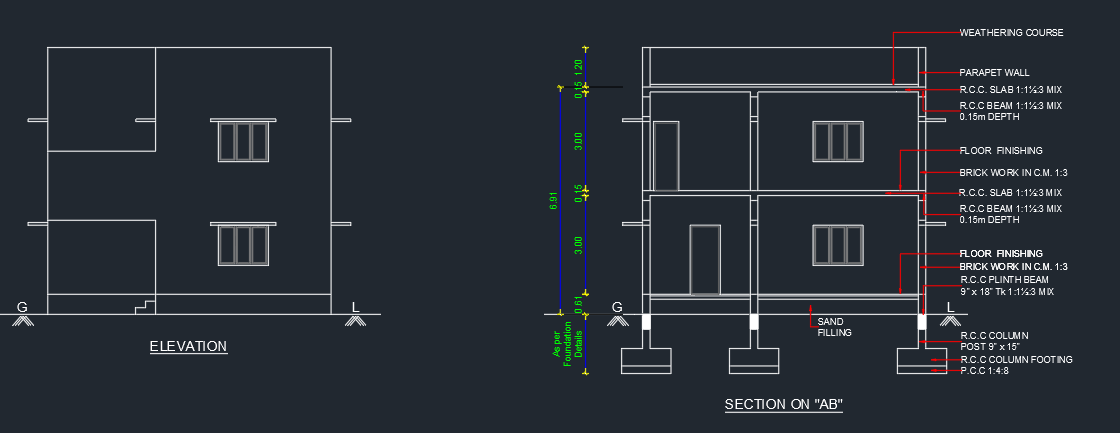 G
L
ELEVATION
1.20
0.15
3.00
0.15
3.00
0.61
6.91
As per
Foundation
Details
G
L
SAND
FILLING
WEATHERING COURSE
PARAPET WALL
R.C.C. SLAB 1:1½:3 MIX
R.C.C BEAM 1:1½:3 MIX
0.15m DEPTH
FLOOR FINISHING
BRICK WORK IN C.M. 1:3
R.C.C. SLAB 1:1½:3 MIX
R.C.C BEAM 1:1½:3 MIX
0.15m DEPTH
FLOOR FINISHING
BRICK WORK IN C.M. 1:3
R.C.C PLINTH BEAM
9" x 18" Tk 1:1½:3 MIX
R.C.C COLUMN
POST 9" x 15"
R.C.C COLUMN FOOTING
P.C.C 1:4:8
SECTION ON "AB"